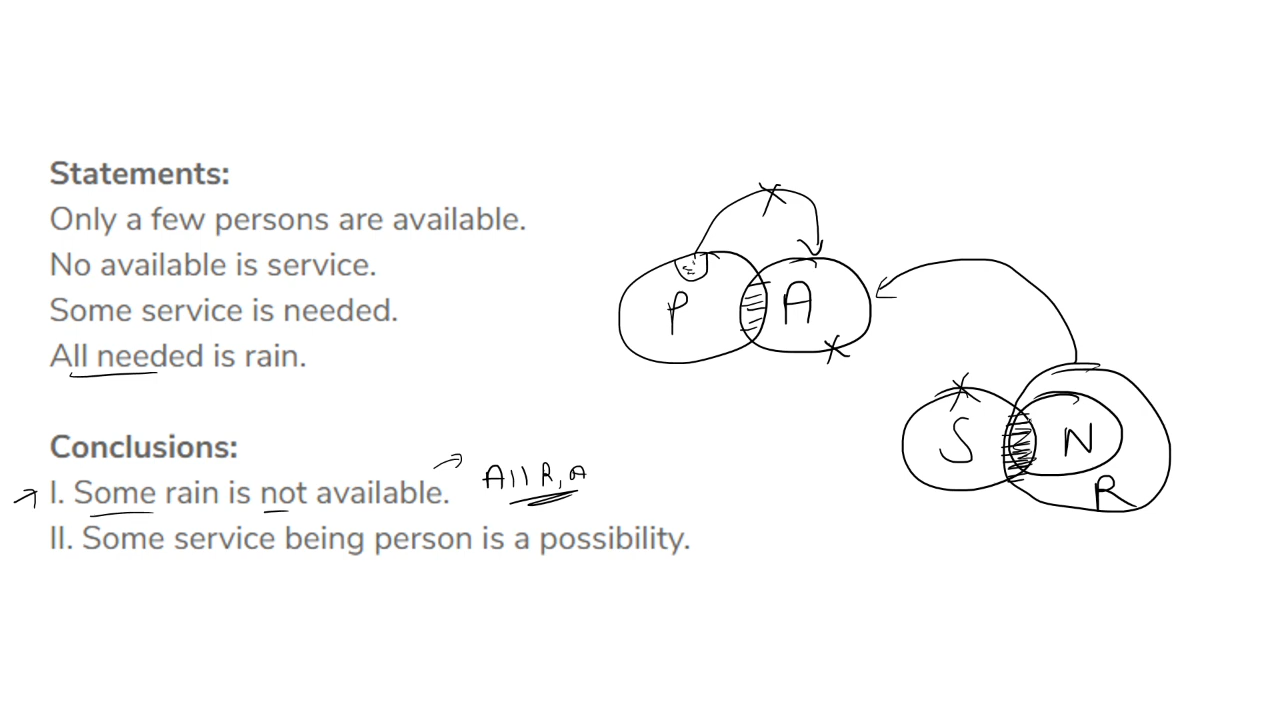 Statements:
Only a few persons are available.
No available is service.
Some service is needed.
All needed is rain.
Conclusions:
I. Some rain is not available.
All R, A
II. Some service being person is a possibility.
P
A
S
N
R